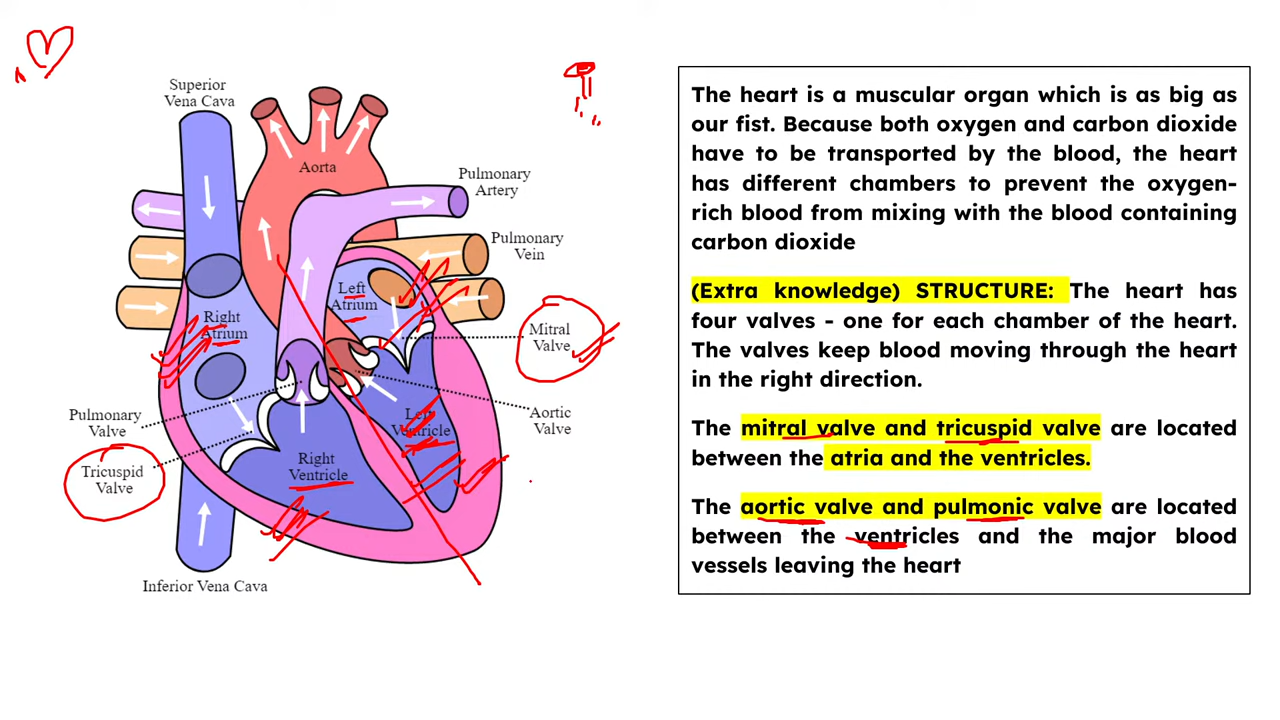 Superior
Vena Cava
Aorta
Pulmonary
Artery
Pulmonary
Vein
Left
Atrium
Right
Atrium
Mitral
Valve
Pulmonary
Valve
Aortic
Valve
Left
Ventricle
Tricuspid
Valve
Right
Ventricle
Inferior Vena Cava
The heart is a muscular organ which is as big as
our fist. Because both oxygen and carbon dioxide
have to be transported by the blood, the heart
has different chambers to prevent the oxygen-
rich blood from mixing with the blood containing
carbon dioxide
(Extra knowledge) STRUCTURE: The heart has
four valves - one for each chamber of the heart.
The valves keep blood moving through the heart
in the right direction.
The mitral valve and tricuspid valve are located
between the atria and the ventricles.
The aortic valve and pulmonic valve are located
between the ventricles and the major blood
vessels leaving the heart